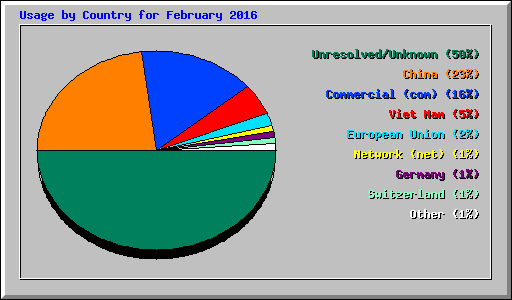 Usage by Country for February 2016
Unresolved/Unknown (50%)
China (23%)
Commercial (com) (16%)
Viet Nam (5%)
European Union (2%)
Network (net) (1%)
Germany (1%)
Switzerland (1%)
Other (1%)